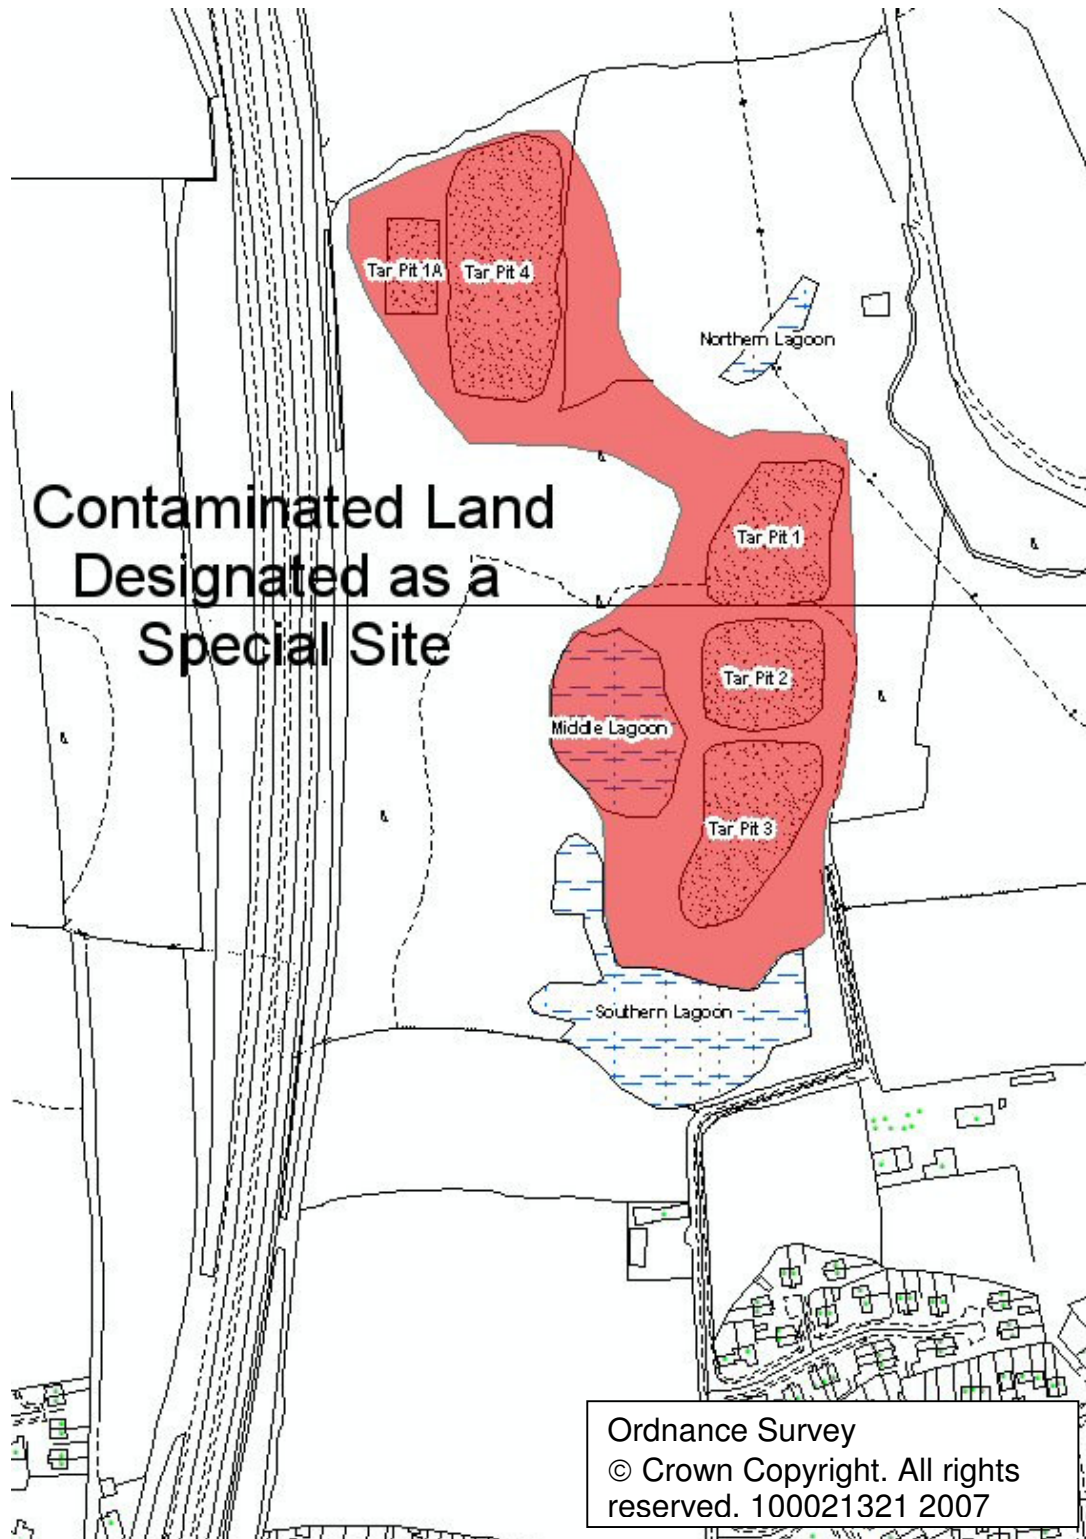 Tar Pit 1A
Tar Pit 4
Northern Lagoon
Contaminated Land
Designated as a
Special Site
Tar Pit 1
Tar Pit 2
Middle Lagoon
Tar Pit 3
Southern Lagoon
Ordnance Survey
© Crown Copyright. All rights
reserved. 100021321 2007